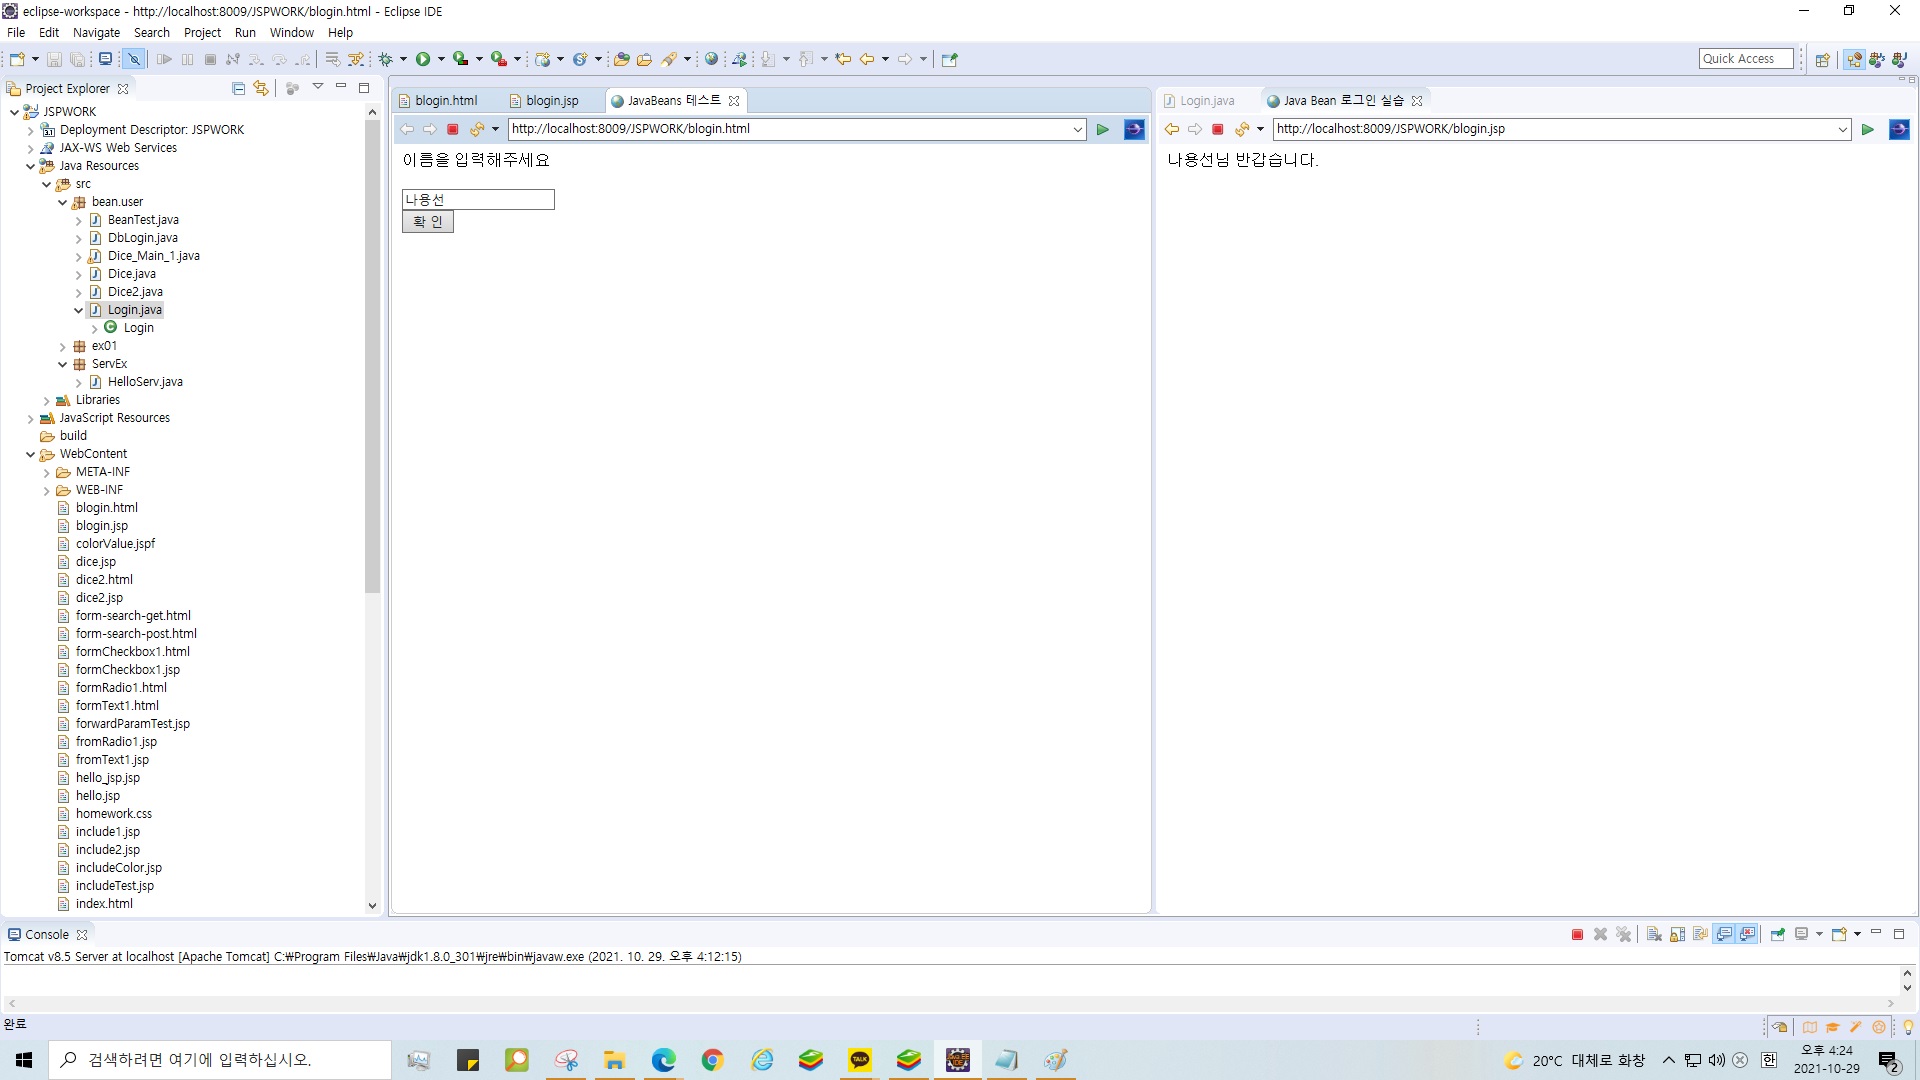 eclipse-workspace - http://localhost:8009/JSPWORK/blogin.html - Eclipse IDE
File Edit Navigate Search Project Run Window Help
Quick Access
Project Explorer
JSPWORK
Deployment Descriptor: JSPWORK
JAX-WS Web Services
Java Resources
src
bean.user
BeanTest.java
DbLogin.java
Dice_Main_1.java
Dice.java
Dice2.java
Login.java
Login
ex01
ServEx
HelloServ.java
Libraries
JavaScript Resources
build
WebContent
META-INF
WEB-INF
blogin.html
blogin.jsp
colorValue.jspf
dice.jsp
dice2.html
dice2.jsp
form-search-get.html
form-search-post.html
formCheckbox1.html
formCheckbox1.jsp
formRadio1.html
formText1.html
forwardParamTest.jsp
fromRadio1.jsp
fromText1.jsp
hello_jsp.jsp
hello.jsp
homework.css
include1.jsp
include2.jsp
includeColor.jsp
includeTest.jsp
index.html
blogin.html blogin.jsp JavaBeans 테스트
http://localhost:8009/JSPWORK/blogin.html
이름을 입력해주세요
나용선
확 인
Login.java Java Bean 로그인 실습
http://localhost:8009/JSPWORK/blogin.jsp
나용선님 반갑습니다.
Console
Tomcat v8.5 Server at localhost [Apache Tomcat] C:₩Program Files₩Java₩jdk1.8.0_301₩jre₩bin₩javaw.exe (2021. 10. 29. 오후 4:12:15)
완료
검색하려면 여기에 입력하십시오.
TALK
20°C 대체로 화창
한
오후 4:24
2021-10-29
2